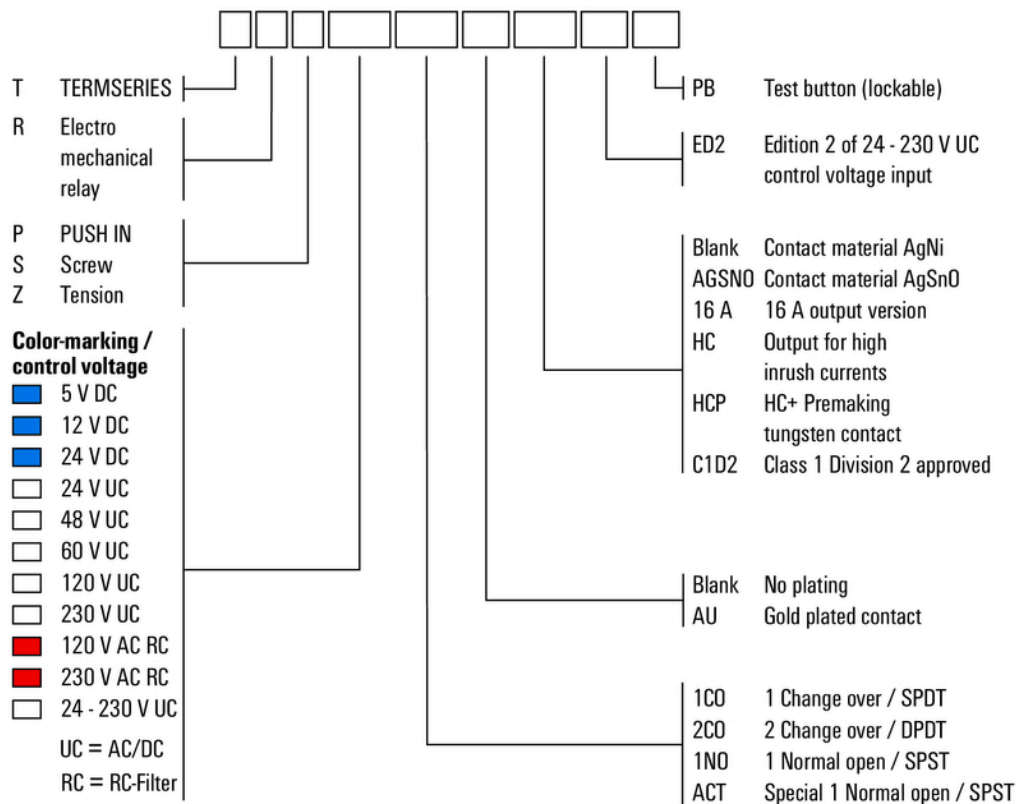 T TERMSERIES
R Electro
mechanical
relay
P PUSH IN
S Screw
Z Tension
Color-marking /
control voltage
5 V DC
12 V DC
24 V DC
24 V UC
48 V UC
60 V UC
120 V UC
230 V UC
120 V AC RC
230 V AC RC
24 - 230 V UC
UC = AC/DC
RC = RC-Filter
PB Test button (lockable)
ED2 Edition 2 of 24 - 230 V UC
control voltage input
Blank Contact material AgNi
AGSNO Contact material AgSnO
16 A 16 A output version
HC Output for high
inrush currents
HCP HC+ Premaking
tungsten contact
C1D2 Class 1 Division 2 approved
Blank No plating
AU Gold plated contact
1CO 1 Change over / SPDT
2CO 2 Change over / DPDT
1NO 1 Normal open / SPST
ACT Special 1 Normal open / SPST